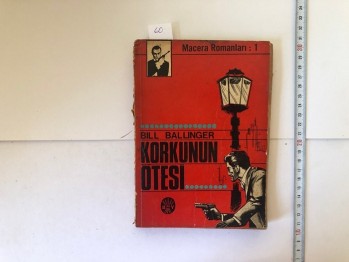 60
Macera Romanları : 1
BILL BALLINGER
KORKUNUN
ÖTESİ